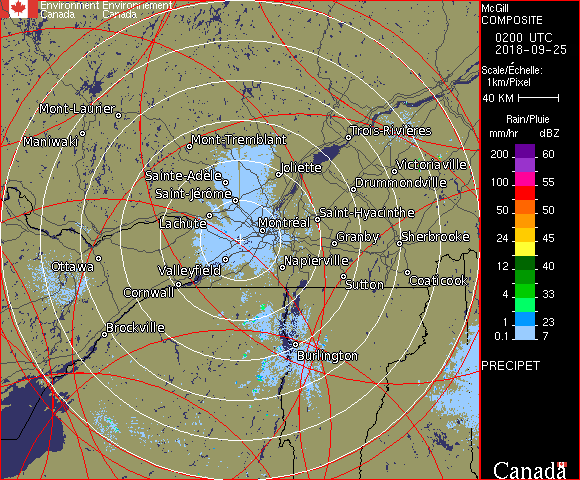 Environment Environnement
Canada Canada
McGill
COMPOSITE
0200 UTC
2018-09-25
Scale/Échelle:
1km/Pixel
40 KM
Rain/Pluie
mm/hr dBZ
200 60
100 55
50 50
24 45
12 40
4 33
1 23
0.1 7
PRECIPET
Canada
Mont-Laurier
Maniwaki
Mont-Tremblant
Trois-Rivières
Joliette
Victoriaville
Sainte-Adèle
Drummondville
Saint-Jérôme
Saint-Hyacinthe
Lachute
Montréal
Granby
Sherbrooke
Ottawa
Valleyfield
Napierville
Sutton
Coaticook
Cornwall
Brockville
Burlington